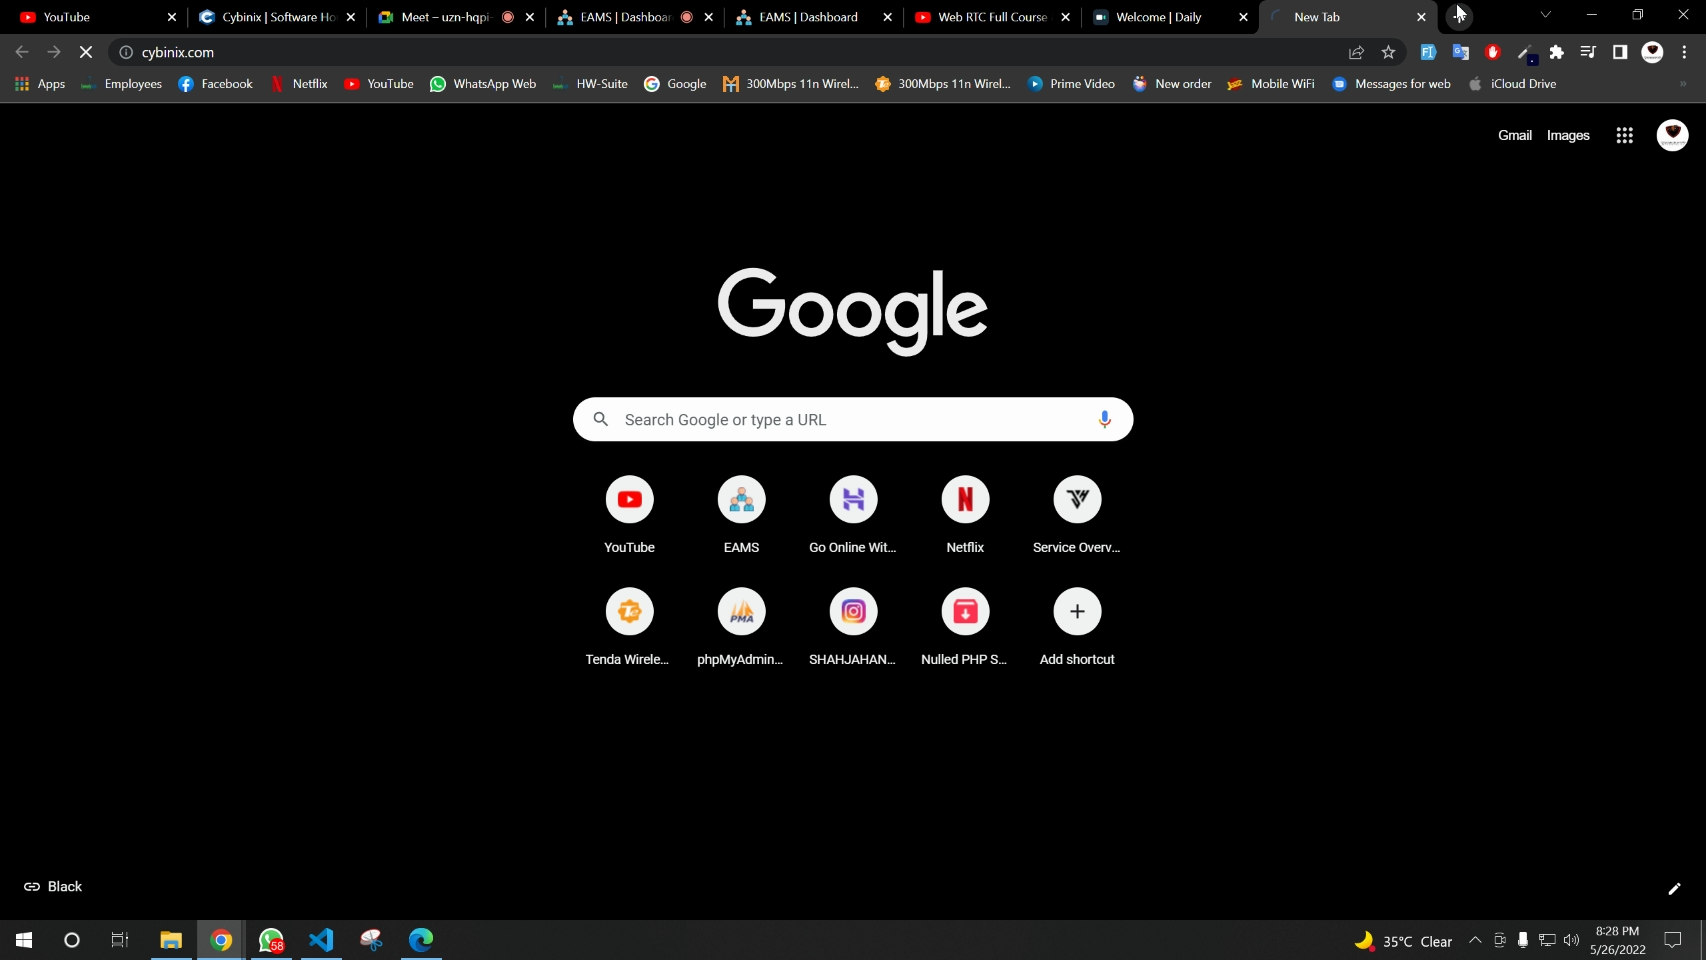 YouTube
Cybinix | Software Ho
Meet – uzn-hqpi-
EAMS | Dashboar
EAMS | Dashboard
Web RTC Full Course
Welcome | Daily
New Tab
cybinix.com
Apps
Employees
Facebook
Netflix
YouTube
WhatsApp Web
HW-Suite
Google
300Mbps 11n Wirel...
300Mbps 11n Wirel...
Prime Video
New order
Mobile WiFi
Messages for web
iCloud Drive
Gmail
Images
Google
Search Google or type a URL
YouTube
EAMS
Go Online Wit...
Netflix
Service Overv...
Tenda Wirele...
phpMyAdmin...
SHAHJAHAN...
Nulled PHP S...
Add shortcut
Black
58
35°C Clear
8:28 PM
5/26/2022